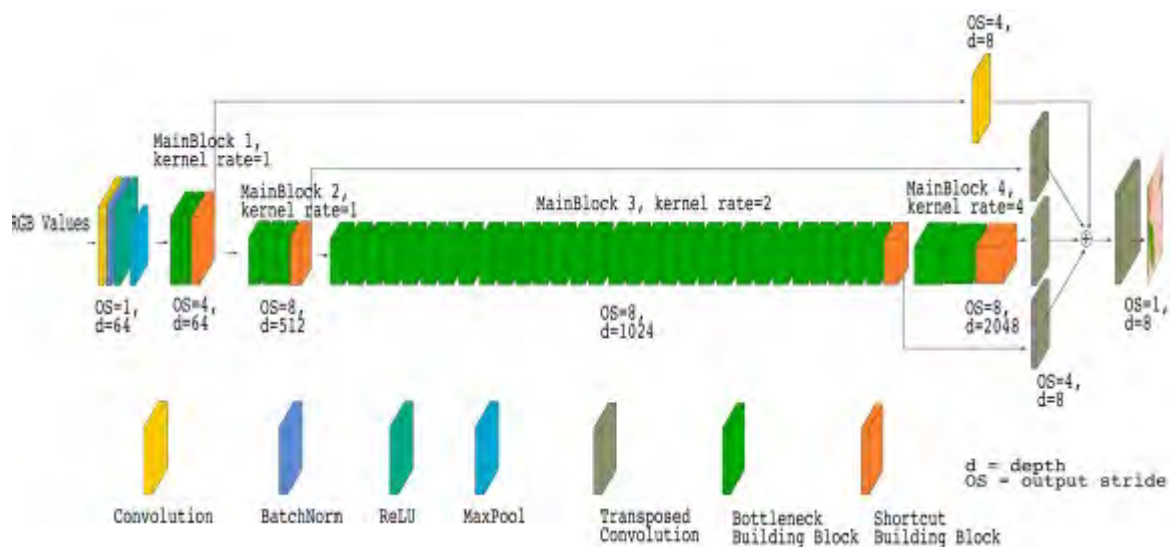 OS=4,
d=8
MainBlock 1,
kernel rate=1
MainBlock 2,
kernel rate=1
MainBlock 3, kernel rate=2
MainBlock 4,
kernel rate=4
RGB Values
OS=1,
d=64
OS=4,
d=64
OS=8,
d=512
OS=8,
d=1024
OS=8,
d=2048
OS=1,
d=8
OS=4,
d=8
Convolution
BatchNorm
ReLU
MaxPool
Transposed
Convolution
Bottleneck
Building Block
Shortcut
Building Block
d = depth
OS = output stride